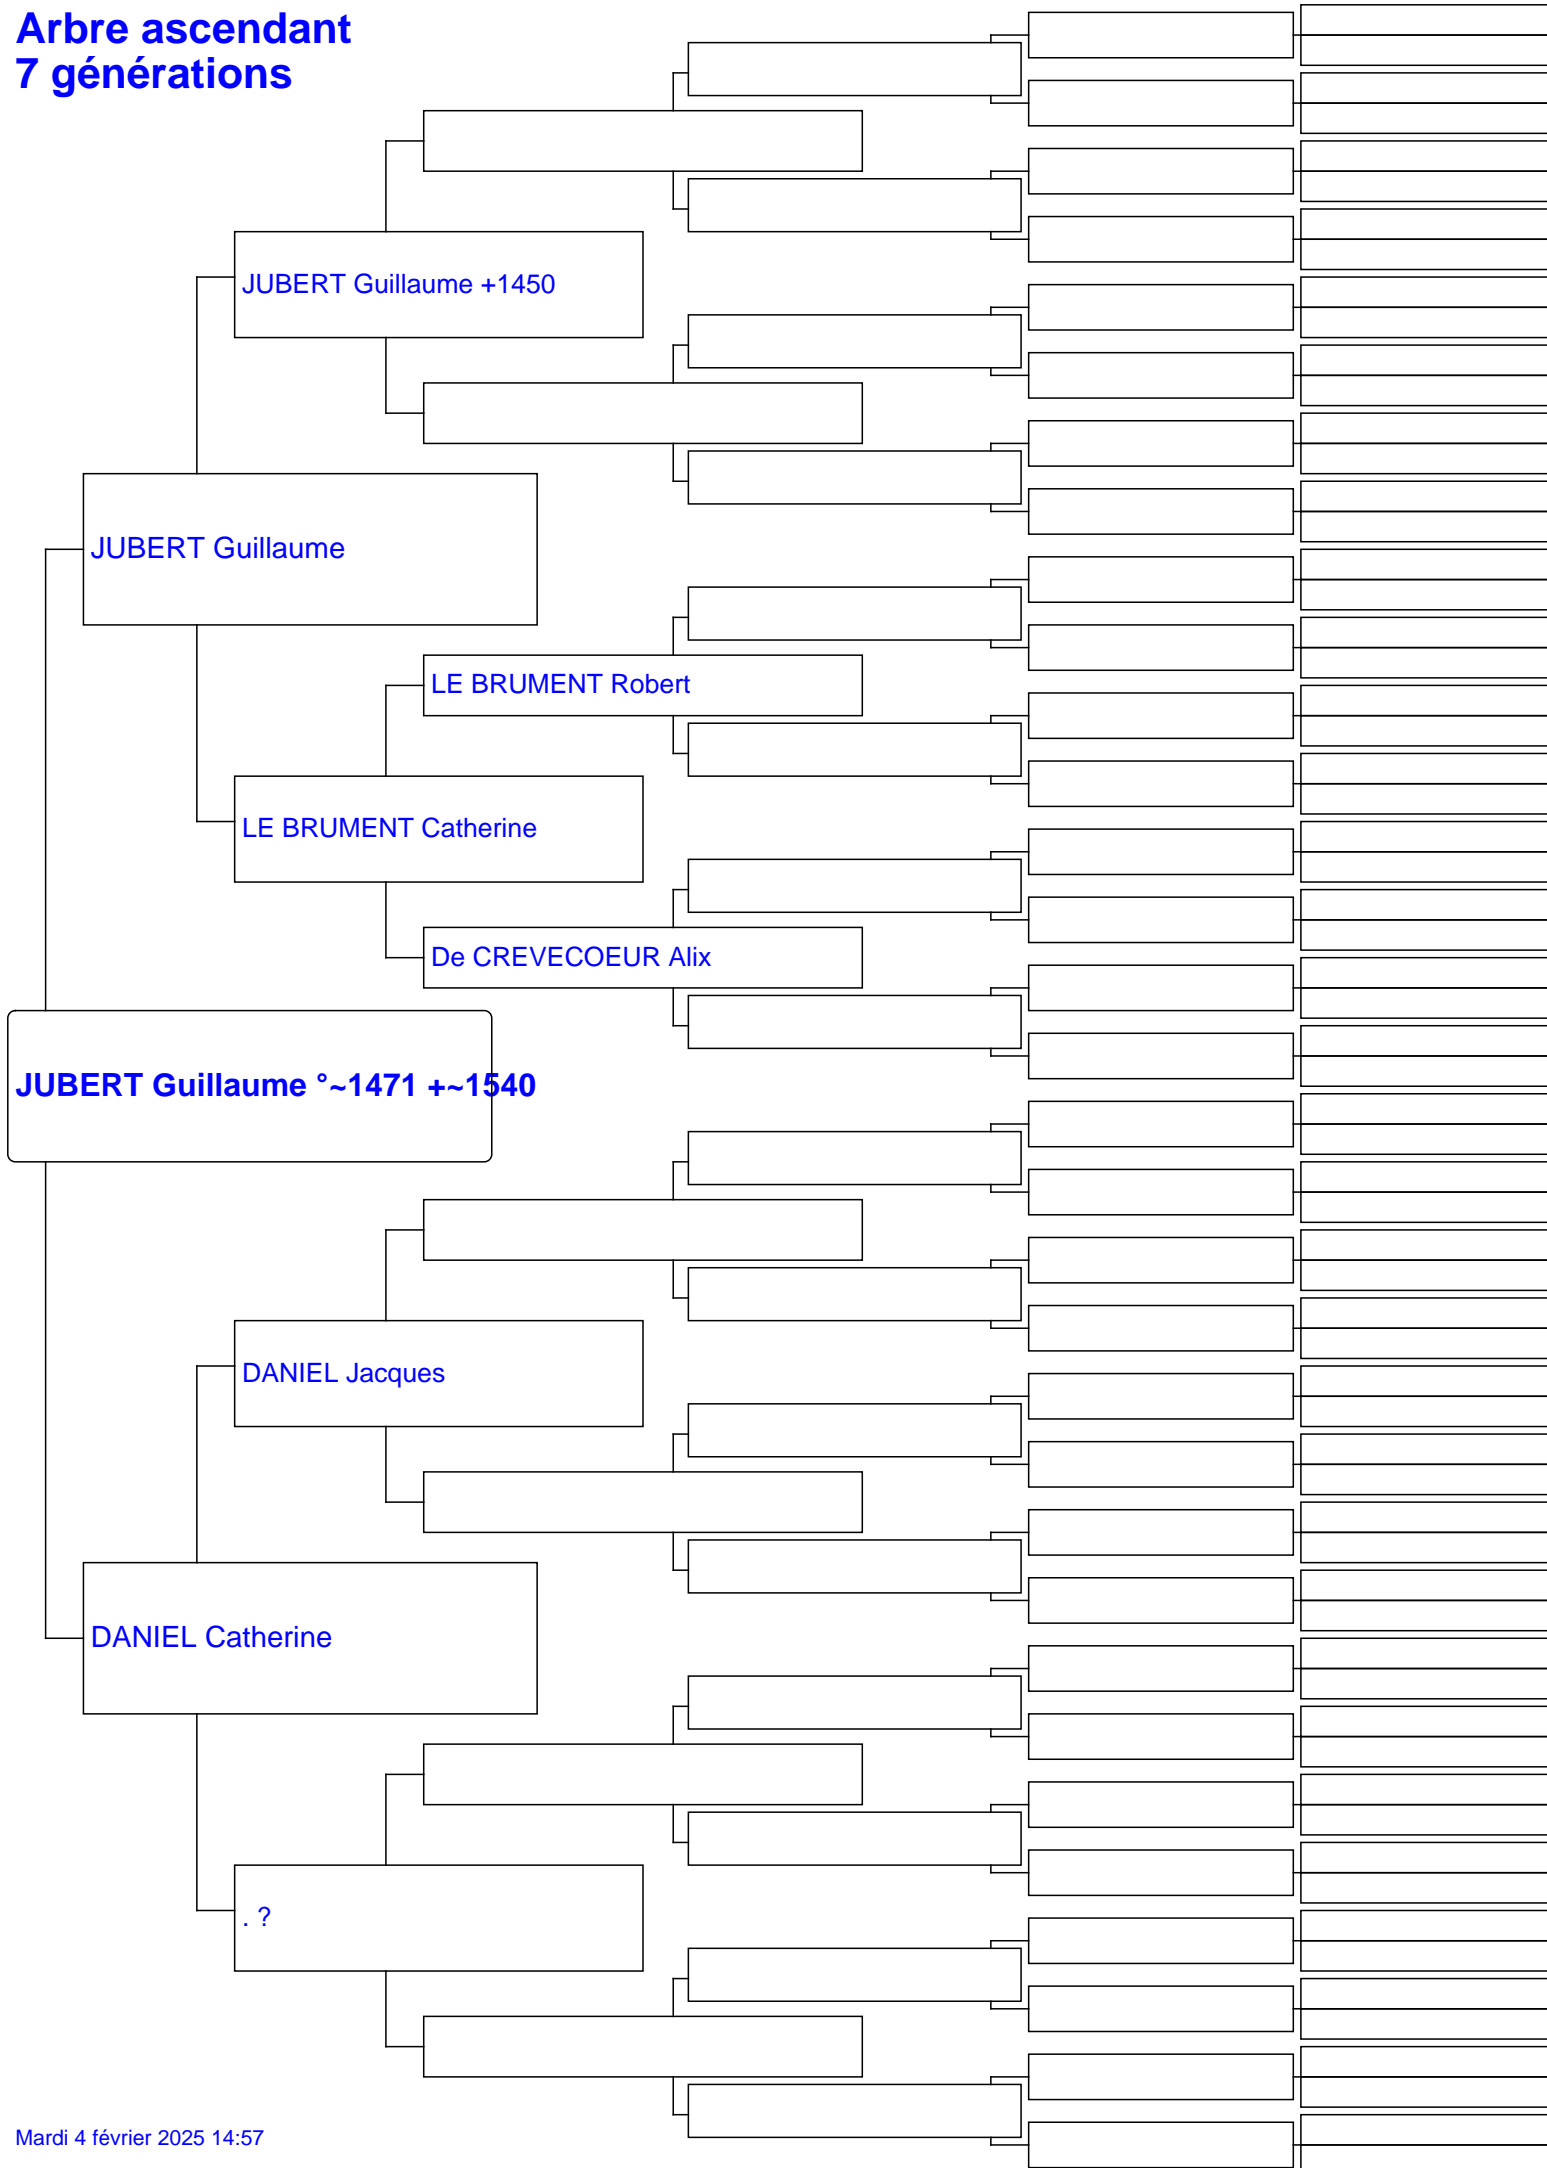 Arbre ascendant
7 générations
JUBERT Guillaume +1450
JUBERT Guillaume
LE BRUMENT Robert
LE BRUMENT Catherine
De CREVECOEUR Alix
JUBERT Guillaume °~1471 +~1540
DANIEL Jacques
DANIEL Catherine
. ?
Mardi 4 février 2025 14:57